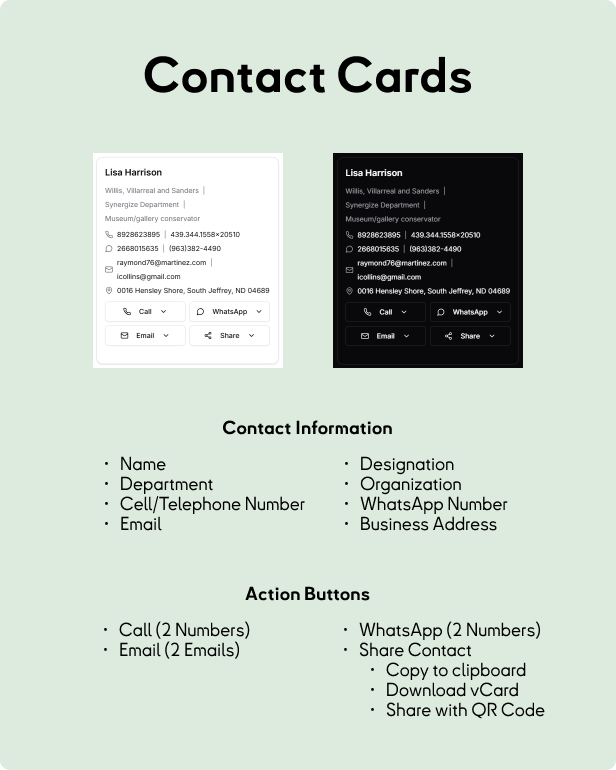 Contact Cards
Lisa Harrison
Willis, Villarreal and Sanders |
Synergize Department |
Museum/gallery conservator
8928623895 | 439.344.1558x20510
2668015635 | (963)382-4490
raymond76@martinez.com |
icollins@gmail.com
0016 Hensley Shore, South Jeffrey, ND 04689
Call
WhatsApp
Email
Share
Lisa Harrison
Willis, Villarreal and Sanders |
Synergize Department |
Museum/gallery conservator
8928623895 | 439.344.1558x20510
2668015635 | (963)382-4490
raymond76@martinez.com |
icollins@gmail.com
0016 Hensley Shore, South Jeffrey, ND 04689
Call
WhatsApp
Email
Share
Contact Information
• Name
• Department
• Cell/Telephone Number
• Email
• Designation
• Organization
• WhatsApp Number
• Business Address
Action Buttons
• Call (2 Numbers)
• Email (2 Emails)
• WhatsApp (2 Numbers)
• Share Contact
• Copy to clipboard
• Download vCard
• Share with QR Code